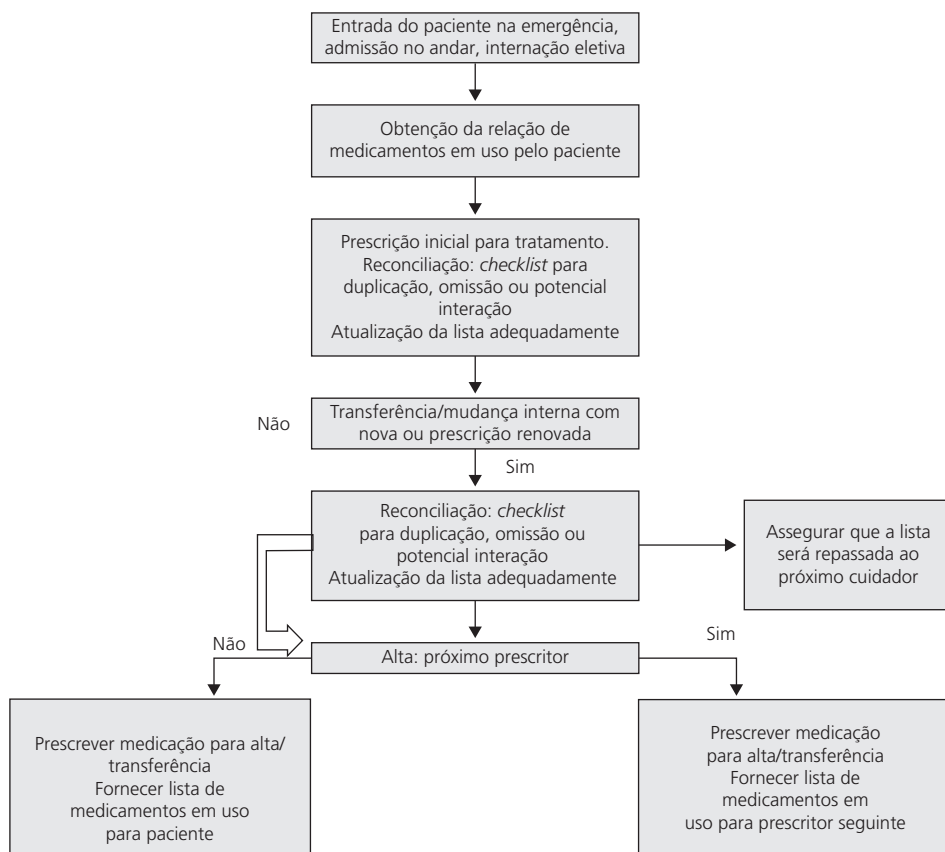 Entrada do paciente na emergência,
admissão no andar, internação eletiva
Obtenção da relação de
medicamentos em uso pelo paciente
Prescrição inicial para tratamento.
Reconciliação: checklist para
duplicação, omissão ou potencial
interação
Atualização da lista adequadamente
Não
Transferência/mudança interna com
nova ou prescrição renovada
Sim
Reconciliação: checklist
para duplicação, omissão ou
potencial interação
Atualização da lista adequadamente
Assegurar que a lista
será repassada ao
próximo cuidador
Não
Sim
Alta: próximo prescritor
Prescrever medicação para alta/
transferência
Fornecer lista de
medicamentos em uso
para paciente
Prescrever medicação
para alta/transferência
Fornecer lista de
medicamentos em
uso para prescritor seguinte